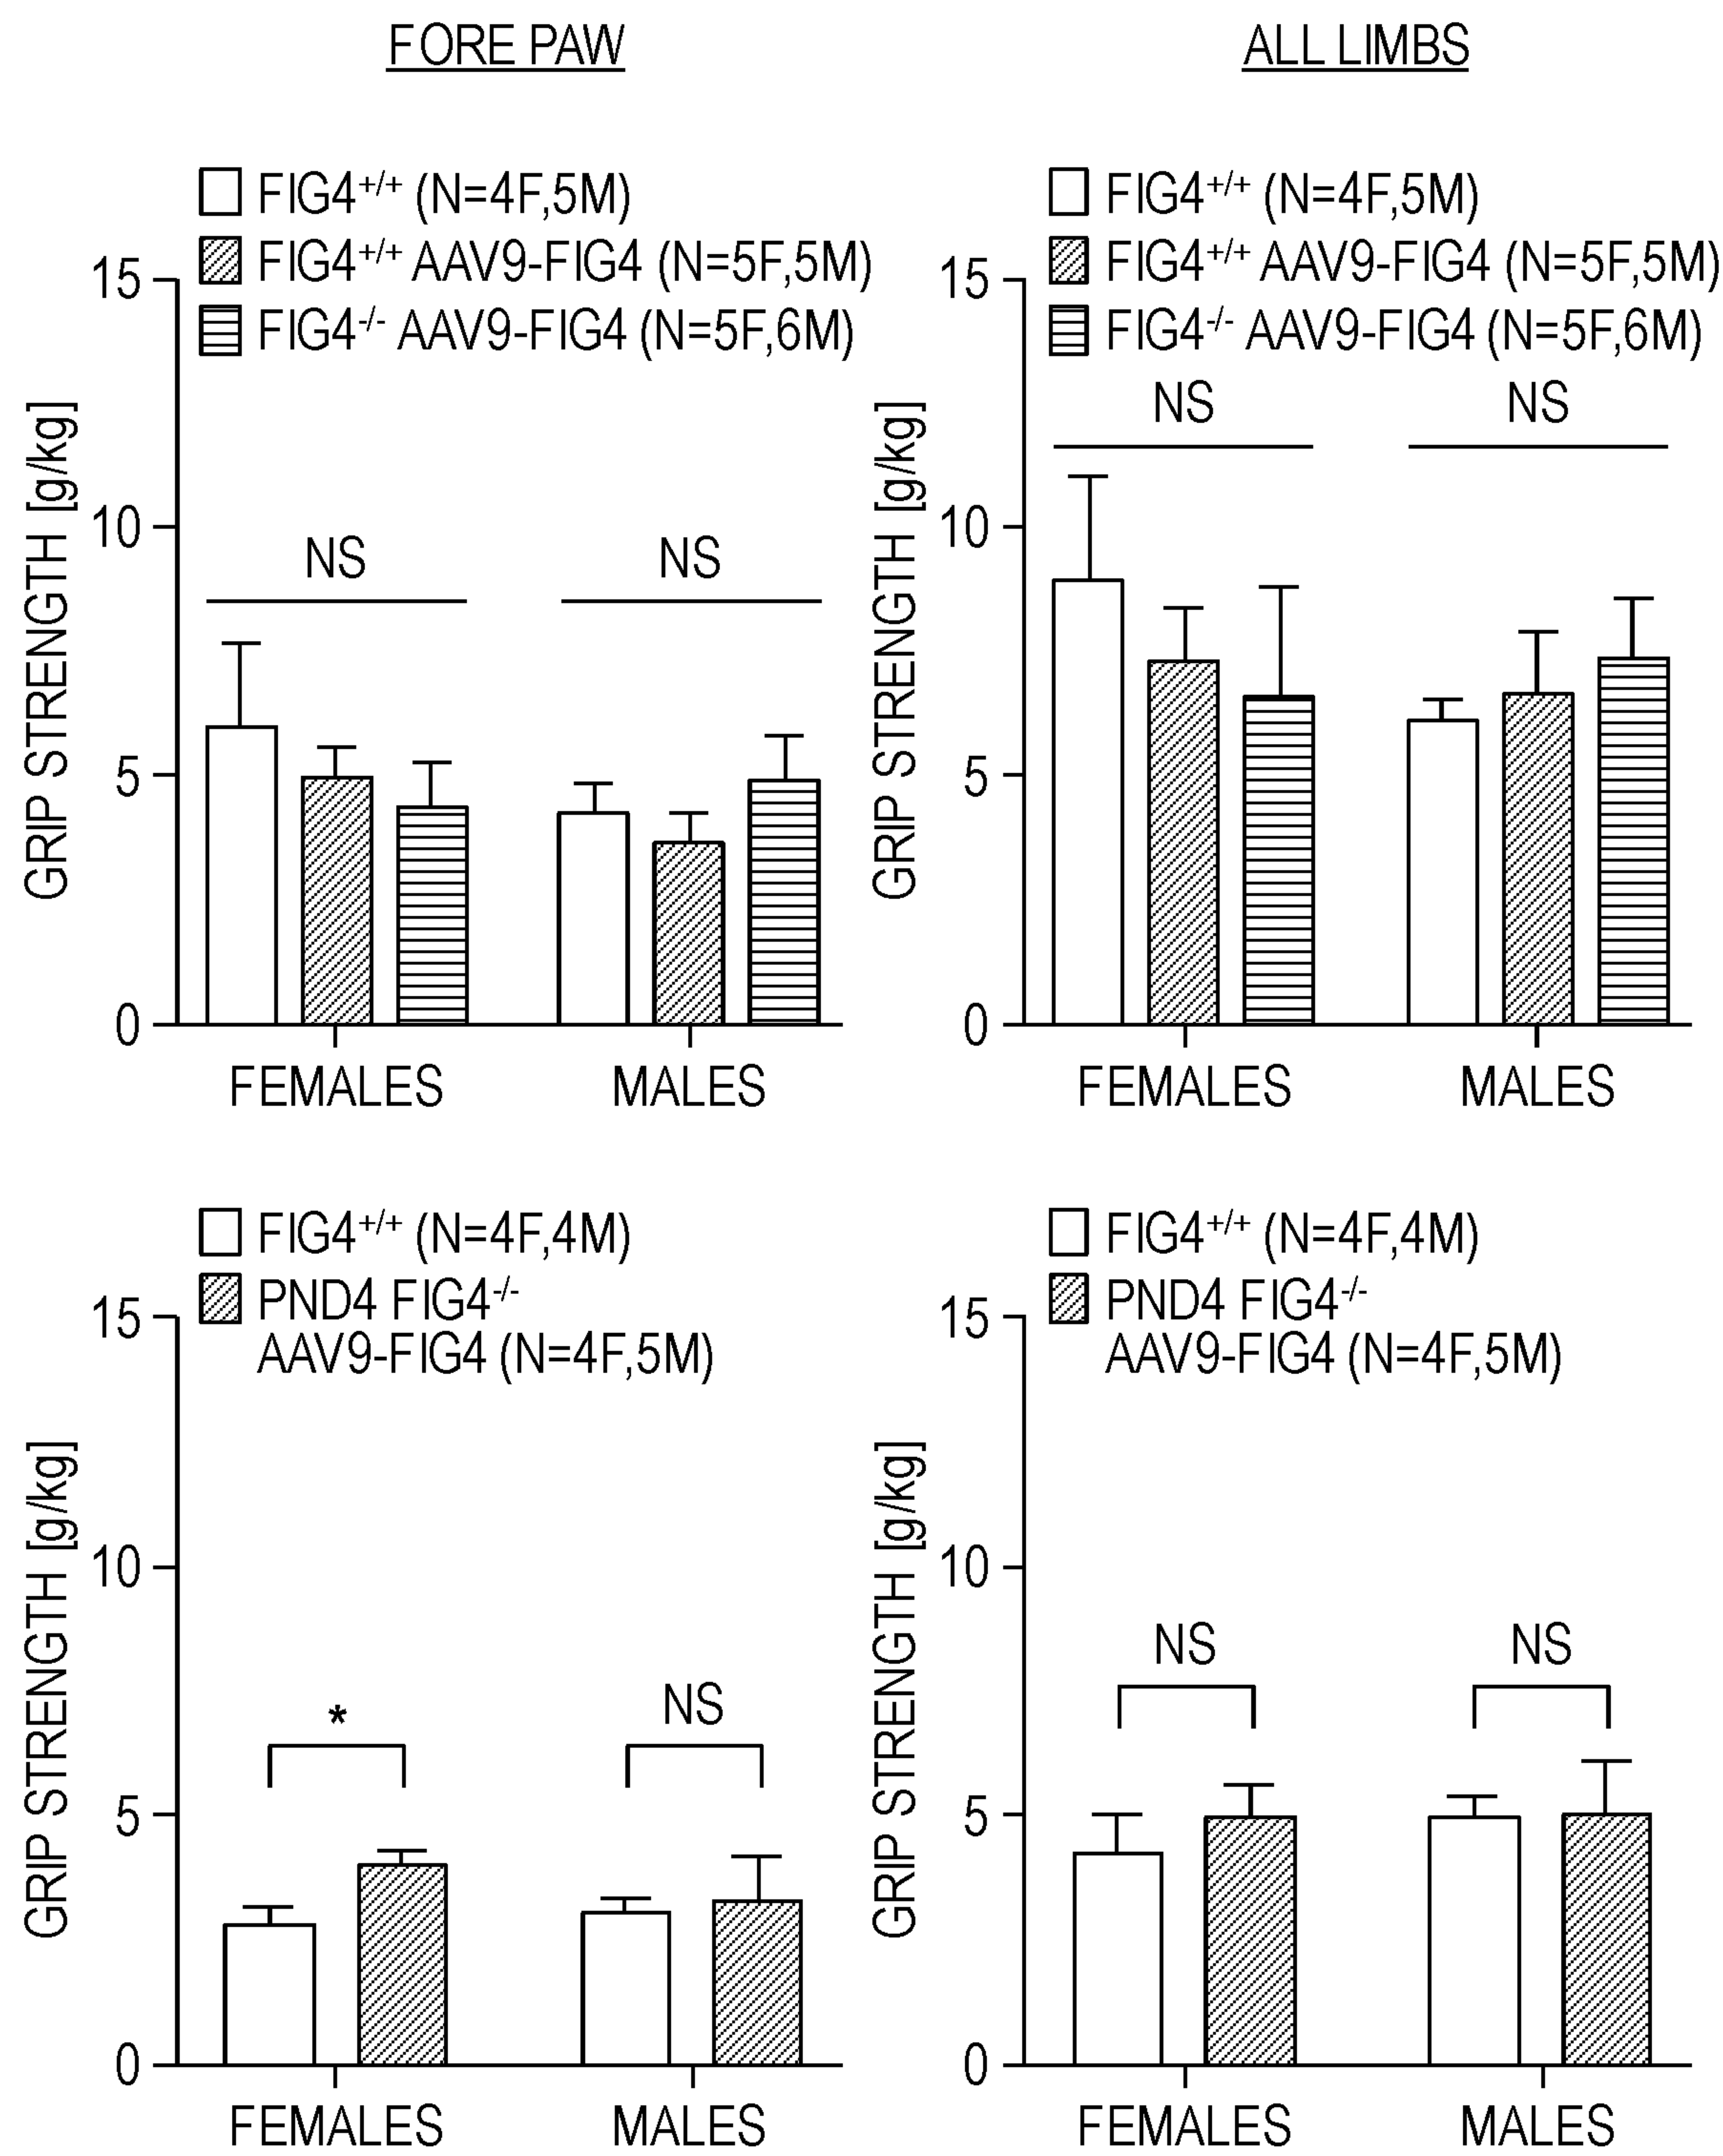 FORE PAW
FIG4+/+ (N=4F,5M)
FIG4+/+ AAV9-FIG4 (N=5F,5M)
FIG4-/- AAV9-FIG4 (N=5F,6M)
GRIP STRENGTH [g/kg]
15
10
5
0
NS
NS
FEMALES
MALES
ALL LIMBS
FIG4+/+ (N=4F,5M)
FIG4+/+ AAV9-FIG4 (N=5F,5M)
FIG4-/- AAV9-FIG4 (N=5F,6M)
GRIP STRENGTH [g/kg]
15
10
5
0
NS
NS
FEMALES
MALES
FIG4+/+ (N=4F,4M)
PND4 FIG4-/-
AAV9-FIG4 (N=4F,5M)
GRIP STRENGTH [g/kg]
15
10
5
0
*
NS
FEMALES
MALES
FIG4+/+ (N=4F,4M)
PND4 FIG4-/-
AAV9-FIG4 (N=4F,5M)
GRIP STRENGTH [g/kg]
15
10
5
0
NS
NS
FEMALES
MALES